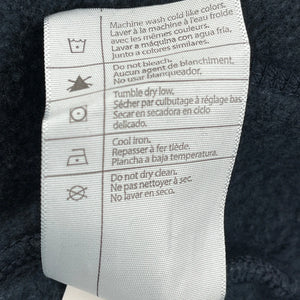 Machine wash cold like colors.
Laver à la machine à l'eau froide
avec les mêmes couleurs.
Lavar a máquina con agua fría,
Junto a colores similares.
Do not bleach.
Aucun agent de blanchiment.
No usar blanqueador.
Tumble dry low.
Sécher par culbutage à réglage bas
Secar en secadora en ciclo
delicado.
Cool iron.
Repasser à fer tiède.
Plancha a baja temperatura.
Do not dry clean.
Ne pas nettoyer à sec.
No lavar en seco.